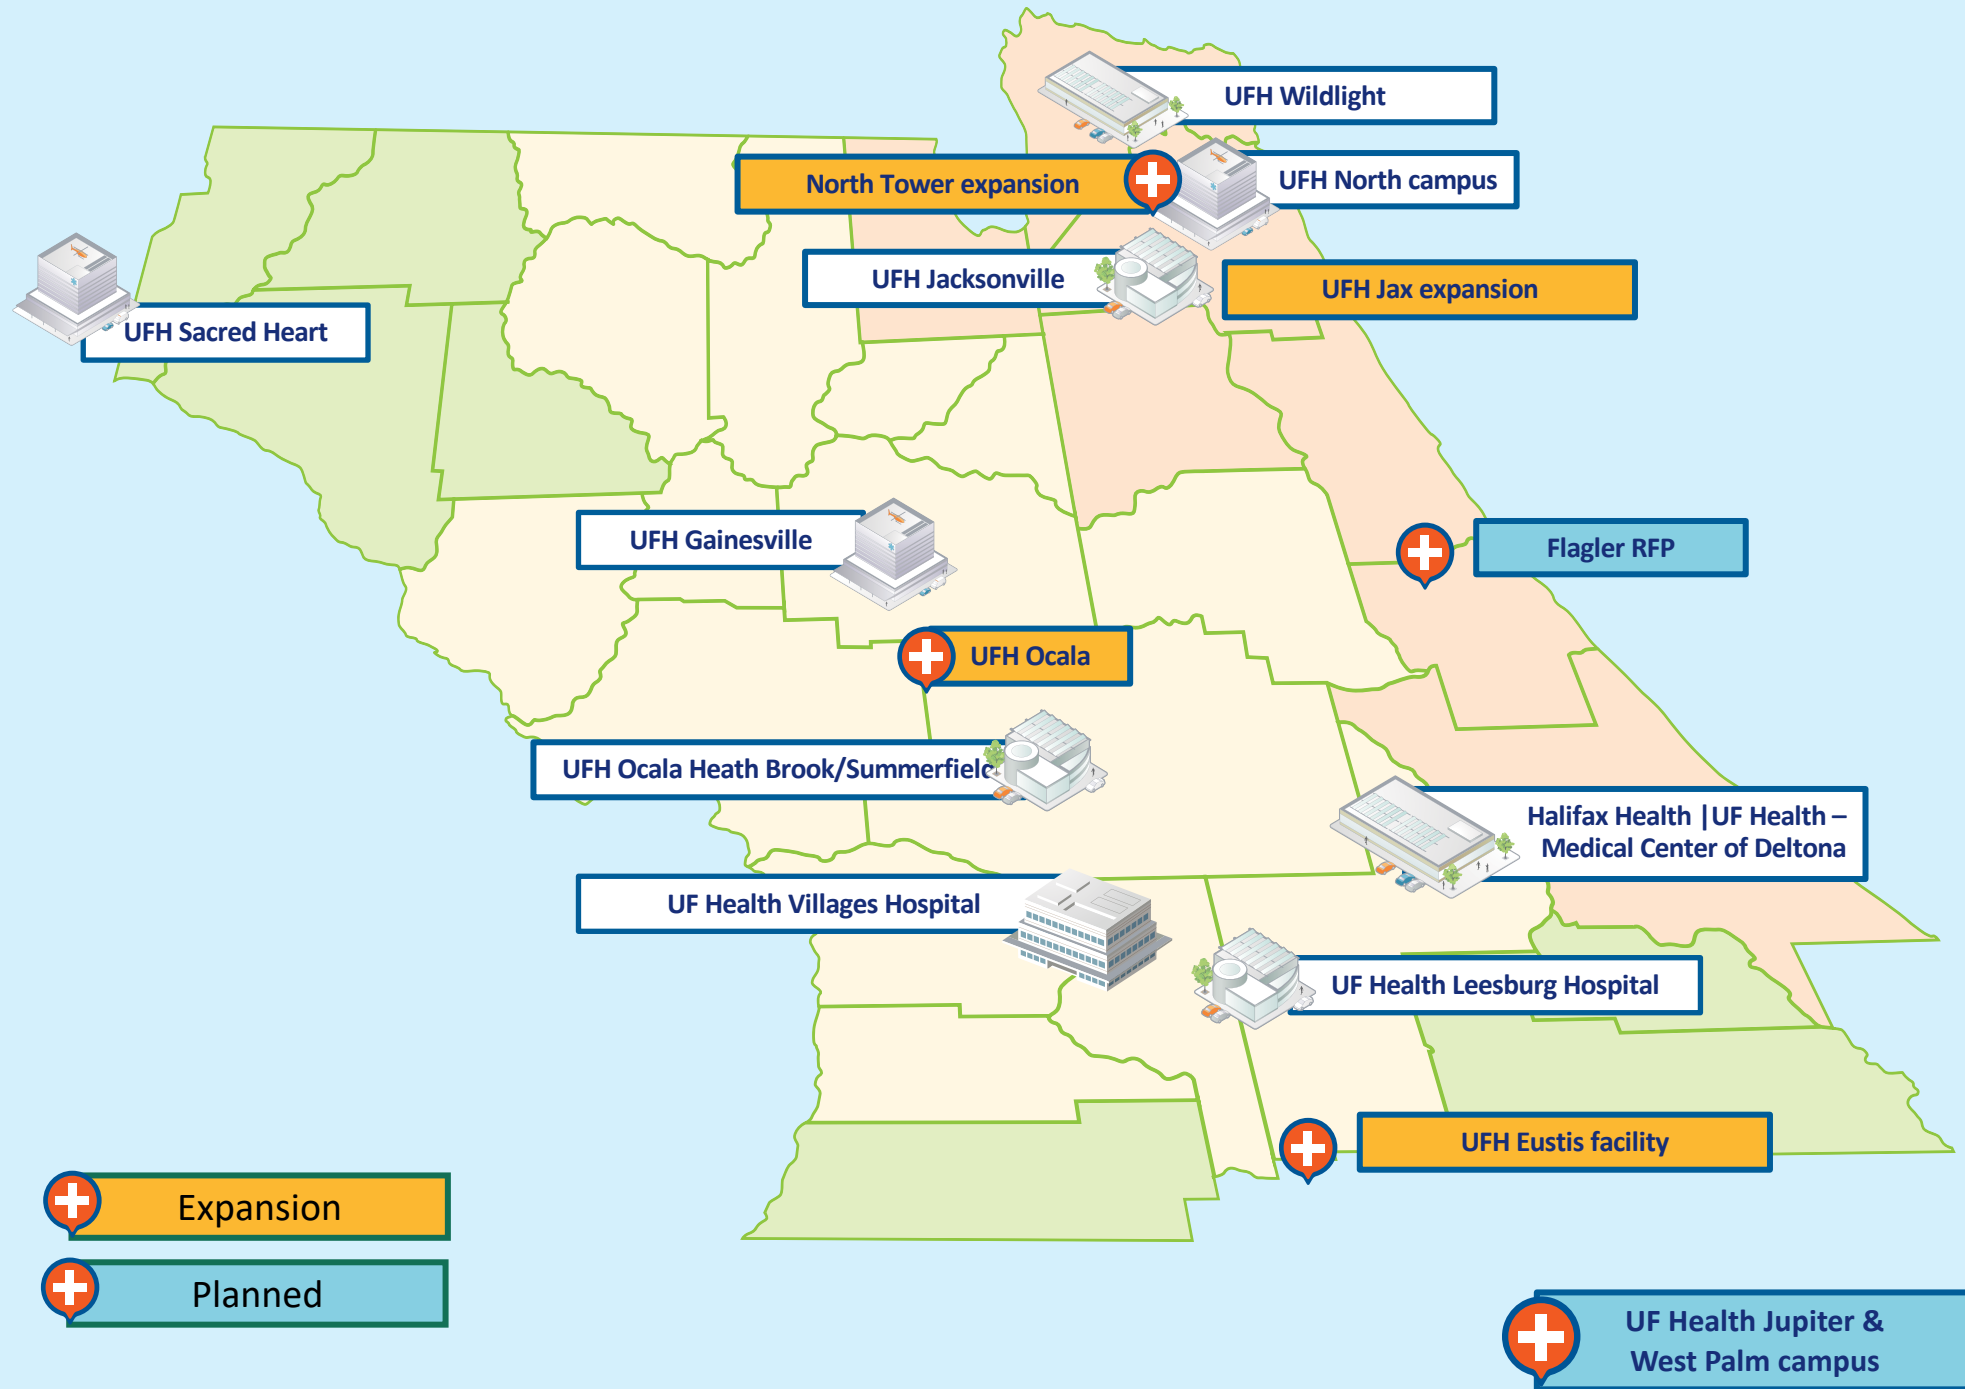 UFH Wildlight
North Tower expansion
UFH North campus
UFH Jacksonville
UFH Jax expansion
UFH Sacred Heart
UFH Gainesville
Flagler RFP
UFH Ocala
UFH Ocala Heath Brook/Summerfield
Halifax Health |UF Health –
Medical Center of Deltona
UF Health Villages Hospital
UF Health Leesburg Hospital
UFH Eustis facility
Expansion
Planned
UF Health Jupiter &
West Palm campus